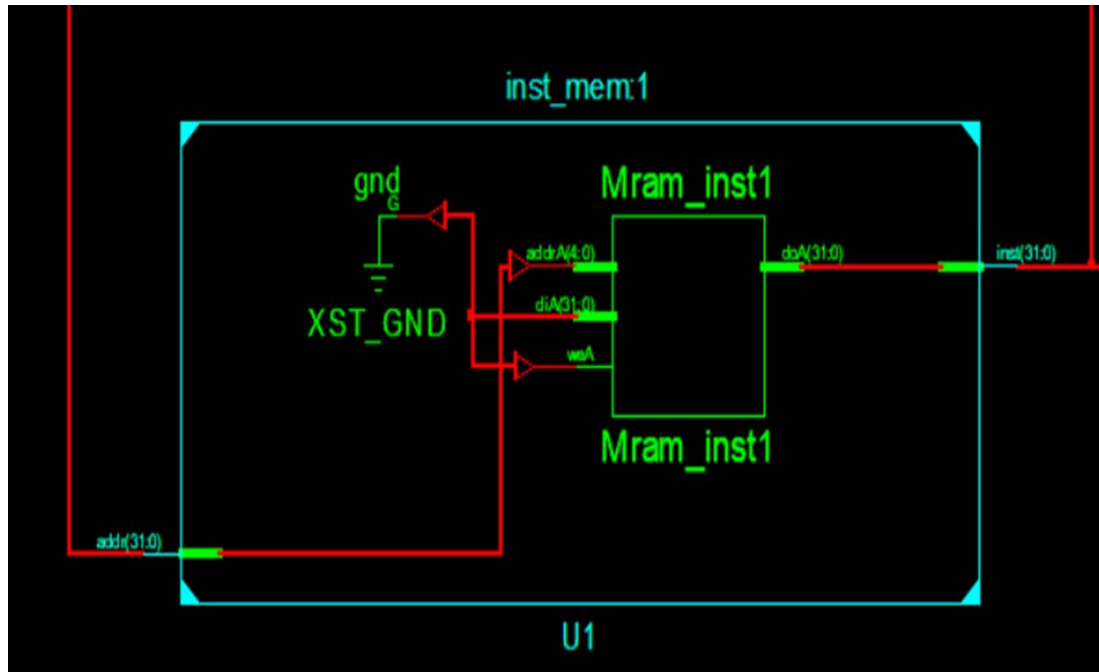 inst_mem:1
gnd
G
XST_GND
Mram_inst1
addrA(4:0)
diA(31:0)
weA
doA(31:0)
Mram_inst1
inst(31:0)
addr(31:0)
U1